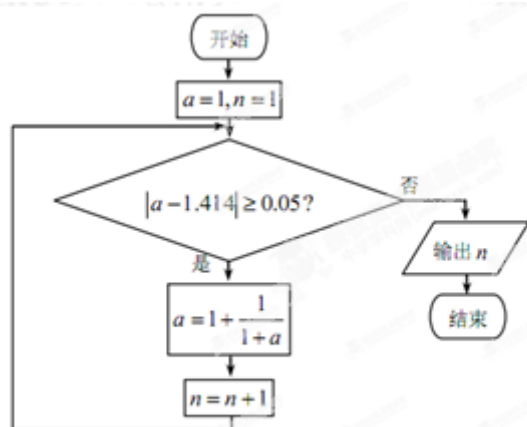 开始
a=1,n=1
|a-1.414|≥0.05?
否
是
输出 n
a=1+1/(1+a)
结束
n=n+1